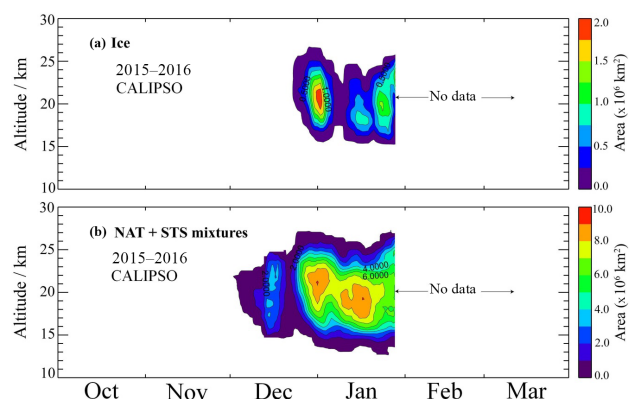 30
(a) Ice
2.0
25
2015–2016
CALIPSO
1.5
20
No data
1.0
15
0.5
10
0.0
Altitude / km
Area (x 10⁶ km²)
1.0000
30
(b) NAT + STS mixtures
10.0
25
2015–2016
CALIPSO
8.0
4.0000
6.0000
20
No data
6.0
4.0
15
2.0
10
0.0
Altitude / km
Area (x 10⁶ km²)
Oct Nov Dec Jan Feb Mar